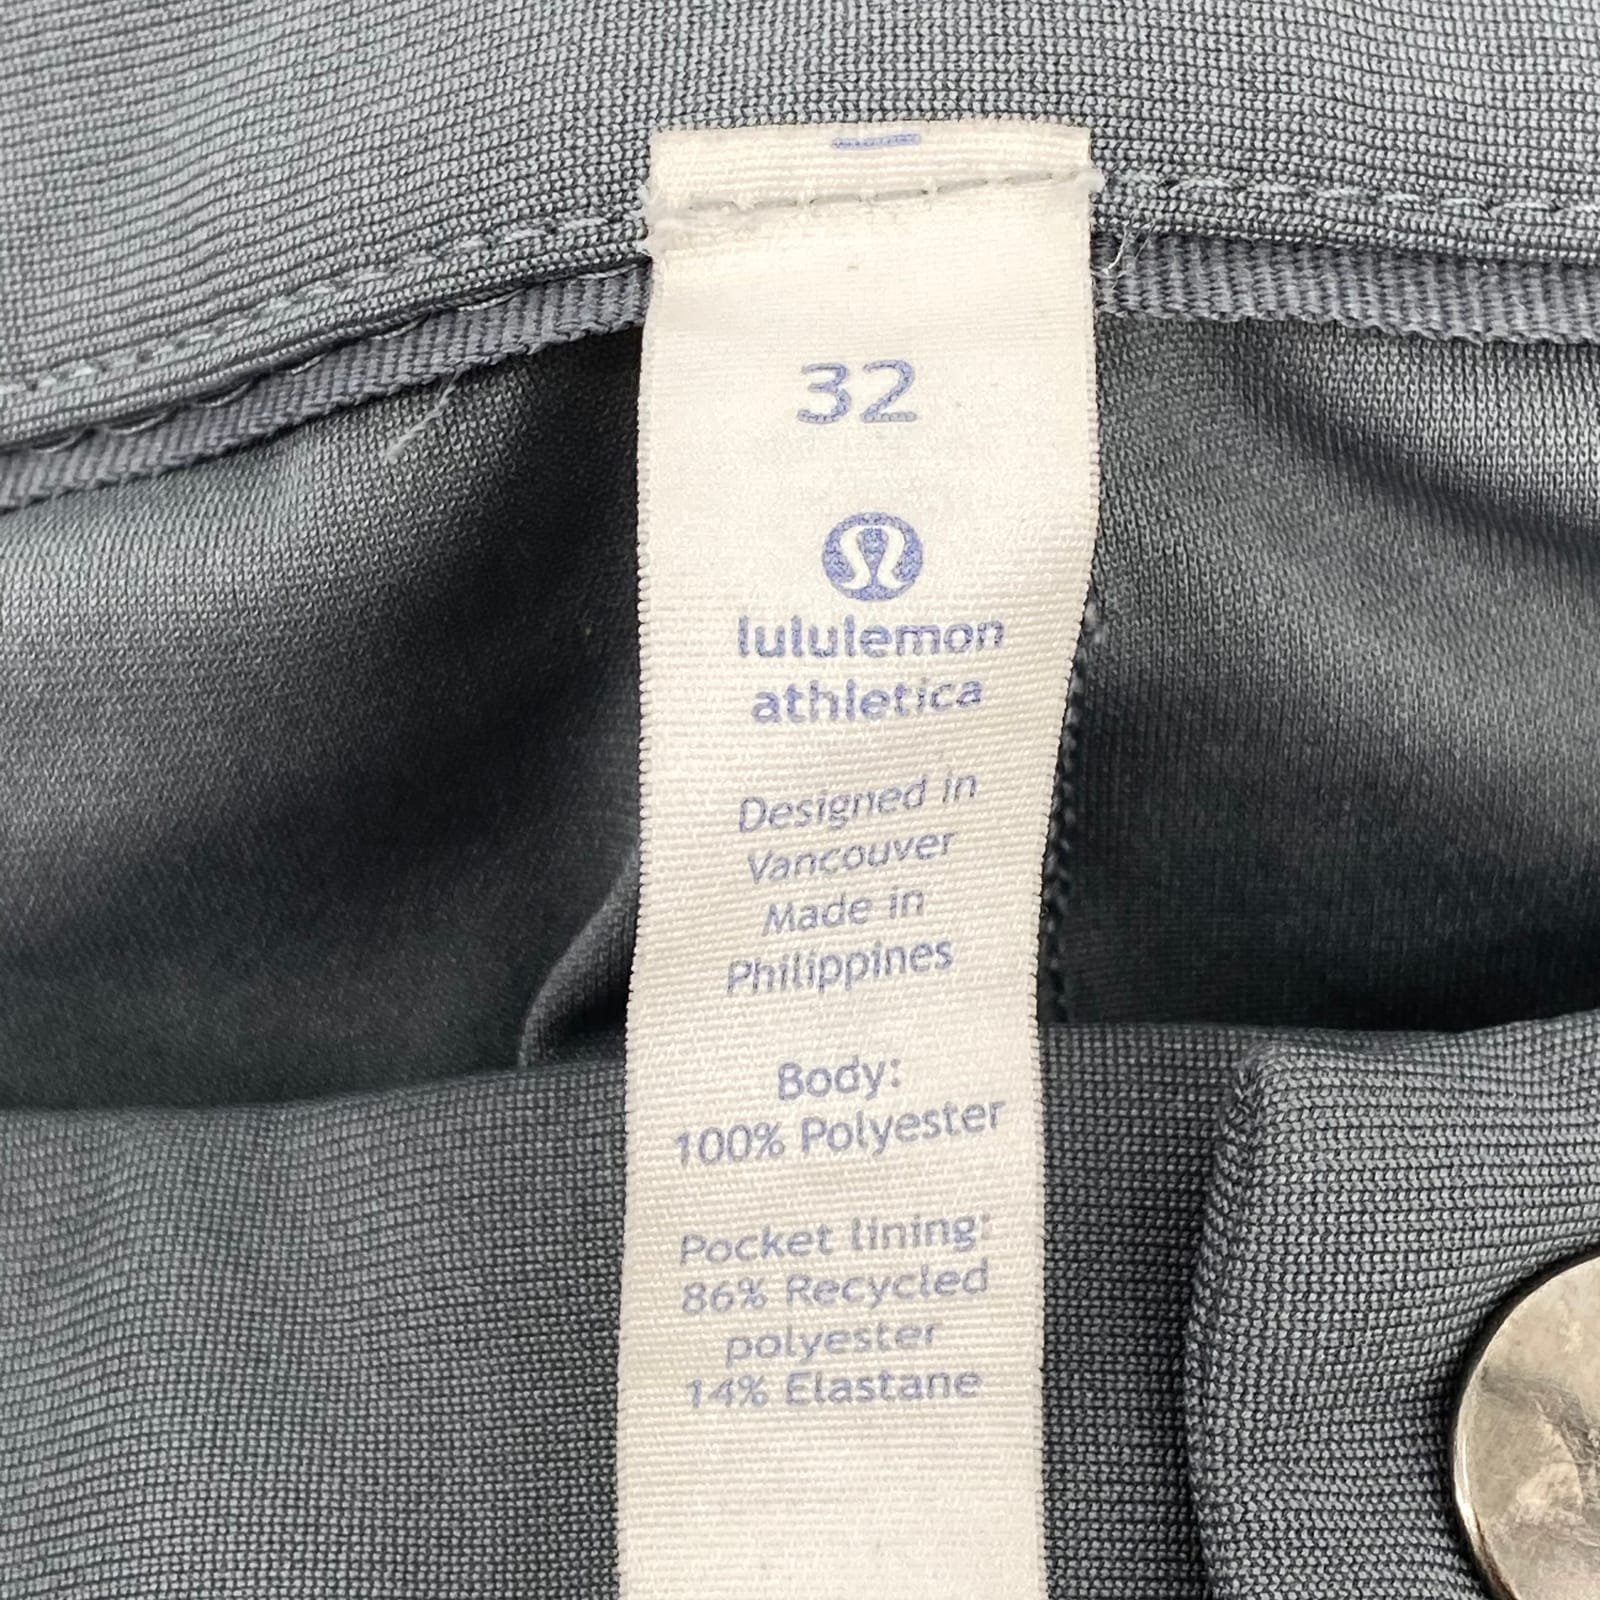 32
lululemon
athletica
Designed in
Vancouver
Made in
Philippines
Body:
100% Polyester
Pocket lining:
86% Recycled
polyester
14% Elastane